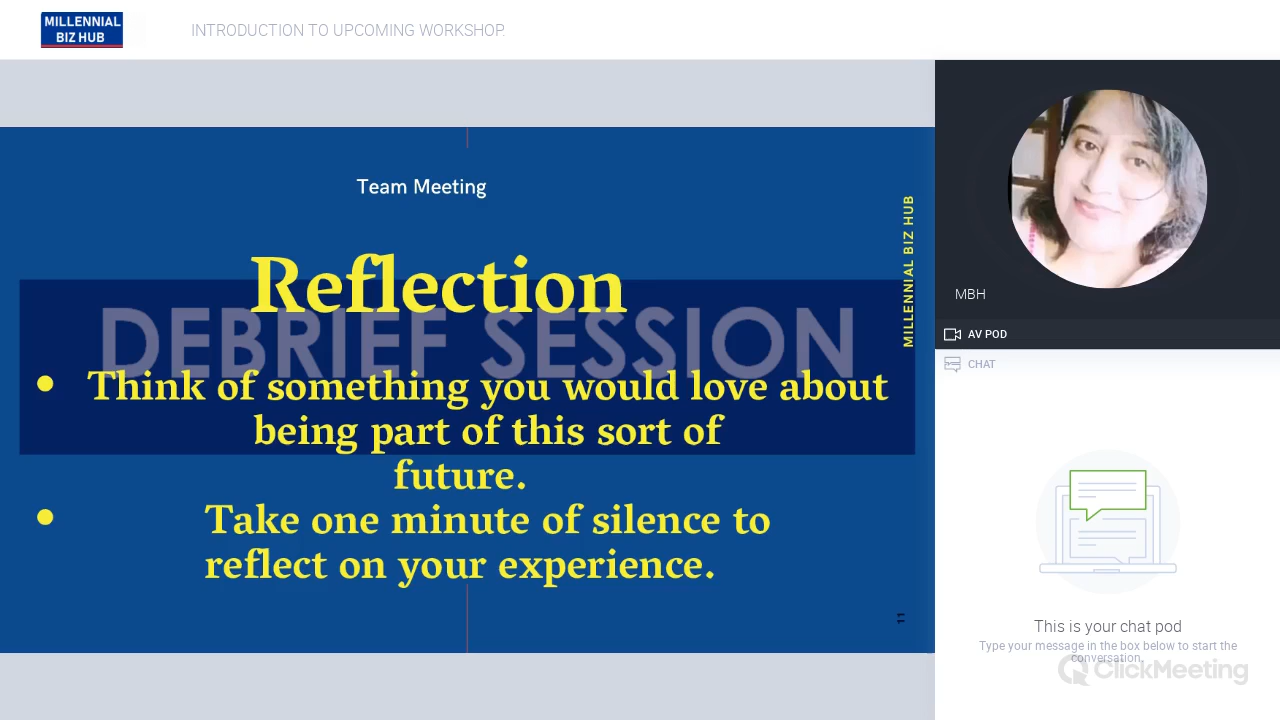 MILLENNIAL
BIZ HUB
INTRODUCTION TO UPCOMING WORKSHOP.
Team Meeting
MILLENNIAL BIZ HUB
Reflection
DEBRIEF SESSION
• Think of something you would love about
being part of this sort of
future.
• Take one minute of silence to
reflect on your experience.
11
MBH
AV POD
CHAT
This is your chat pod
Type your message in the box below to start the
conversation.
ClickMeeting